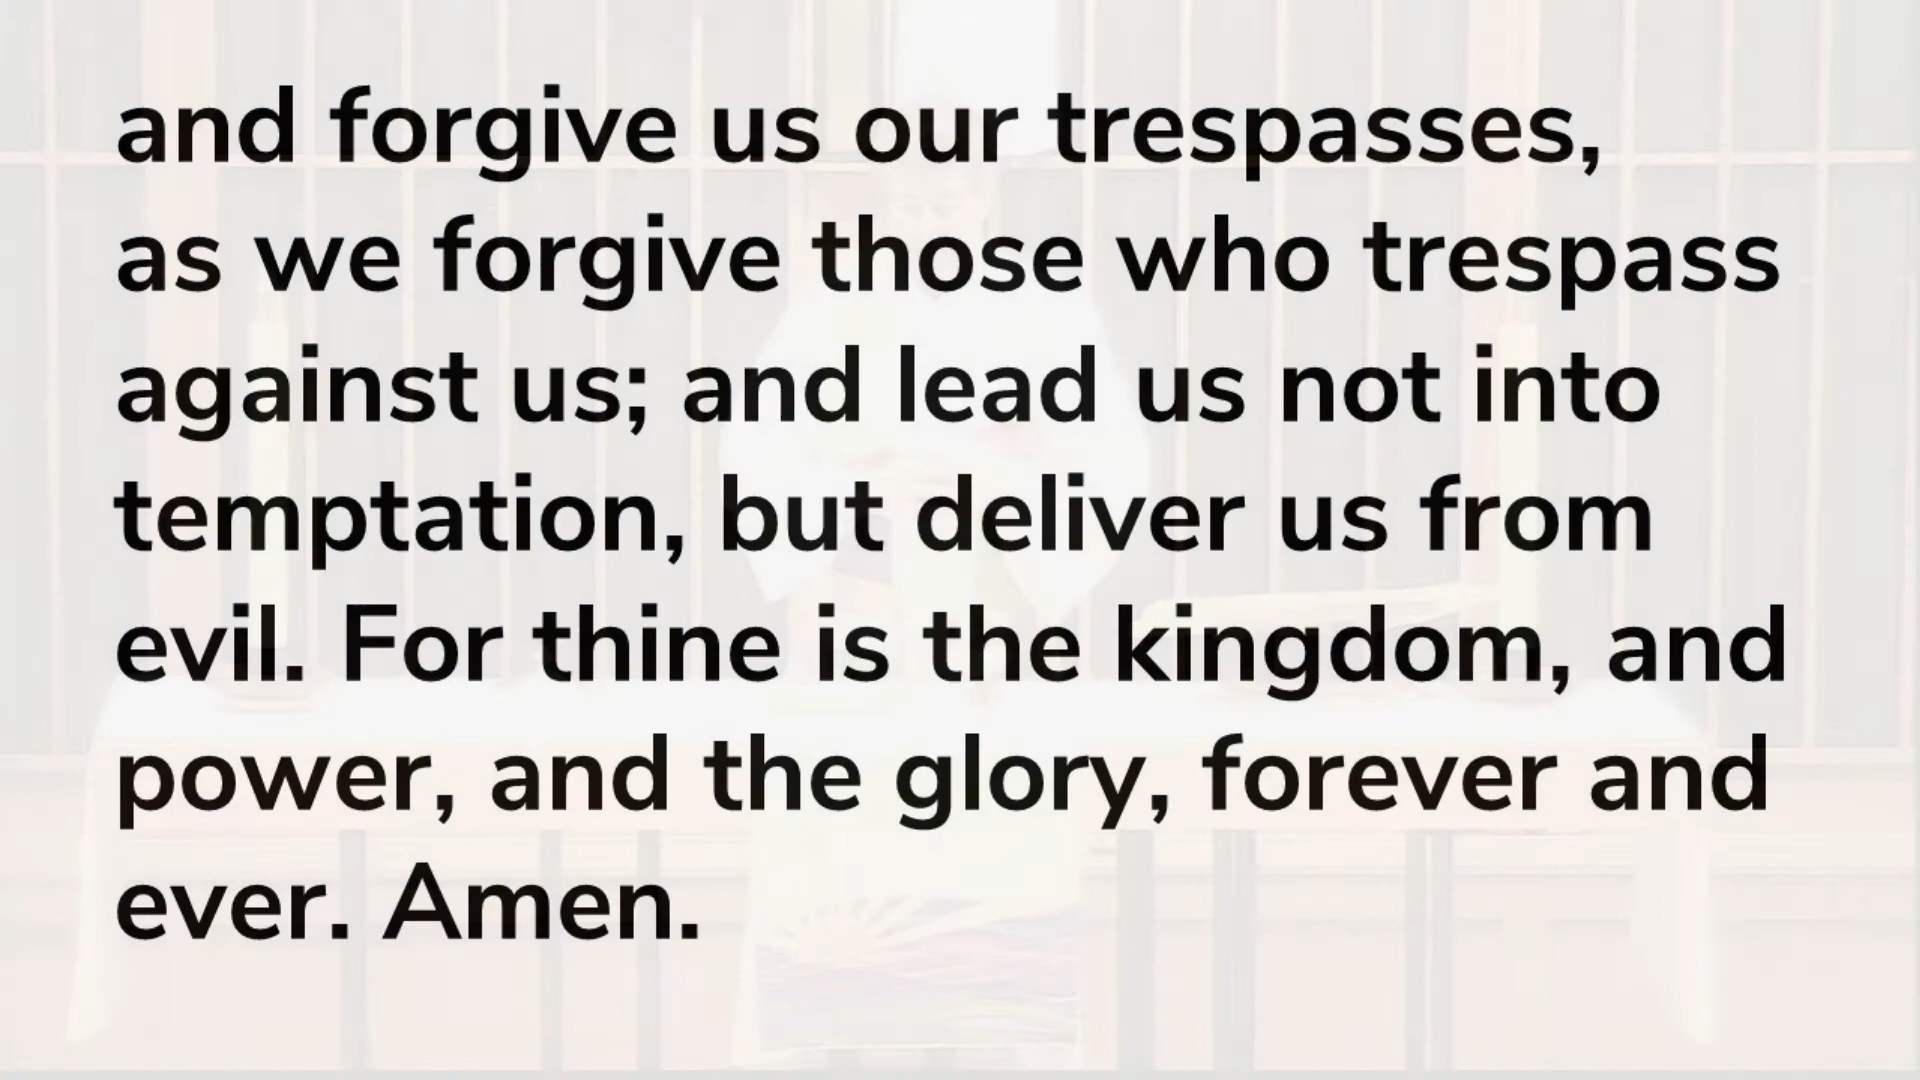 and forgive us our trespasses,
as we forgive those who trespass
against us; and lead us not into
temptation, but deliver us from
evil. For thine is the kingdom, and
power, and the glory, forever and
ever. Amen.